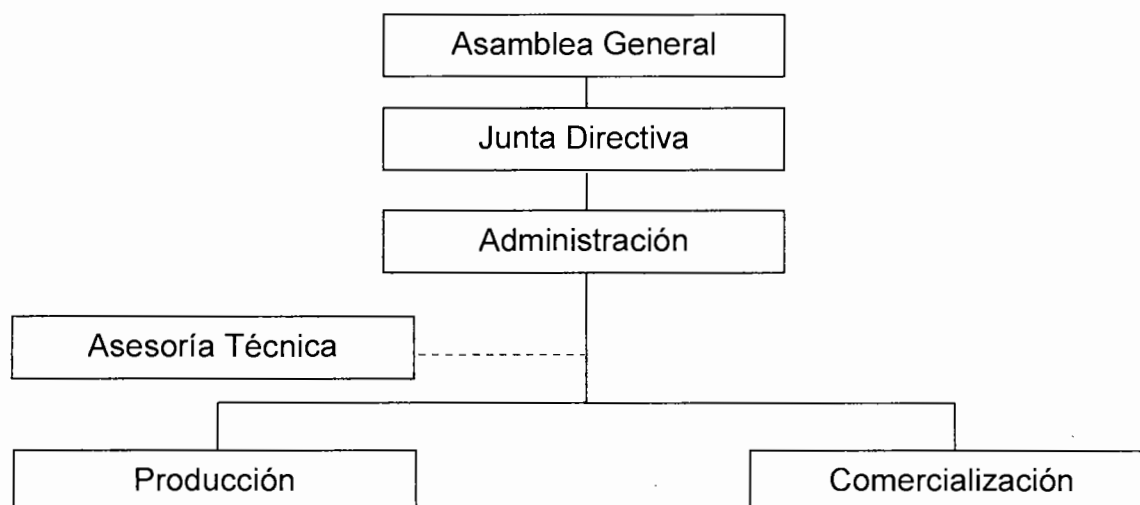 Asamblea General
Junta Directiva
Administración
Asesoría Técnica
Producción
Comercialización